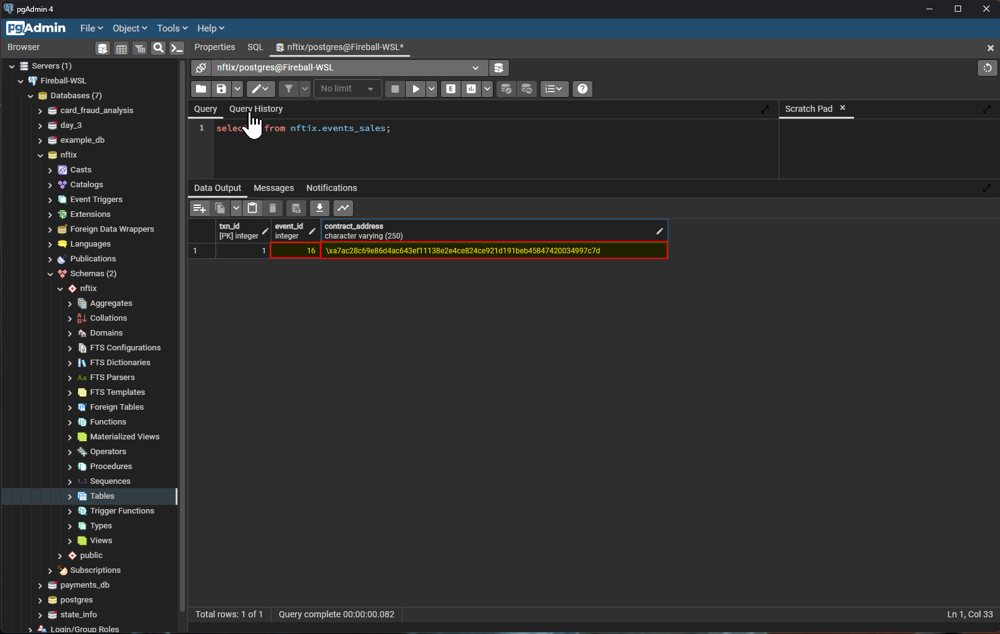 pgAdmin 4
pgAdmin File Object Tools Help
Browser
Properties SQL nftix/postgres@Fireball-WSL*
nftix/postgres@Fireball-WSL
No limit
Query Query History
Scratch Pad
1 selec from nftix.events_sales;
Data Output Messages Notifications
txn_id
[PK] integer
event_id
integer
contract_address
character varying (250)
1 1 16 \xa7ac28c69e86d4ac643ef11138e2e4ce824ce921d191beb45847420034997c7d
Servers (1)
Fireball-WSL
Databases (7)
card_fraud_analysis
day_3
example_db
nftix
Casts
Catalogs
Event Triggers
Extensions
Foreign Data Wrappers
Languages
Publications
Schemas (2)
nftix
Aggregates
Collations
Domains
FTS Configurations
FTS Dictionaries
Aa FTS Parsers
FTS Templates
Foreign Tables
Functions
Materialized Views
Operators
Procedures
1..3 Sequences
Tables
Trigger Functions
Types
Views
public
Subscriptions
payments_db
postgres
state_info
Login/Group Roles
Total rows: 1 of 1 Query complete 00:00:00.082
Ln 1, Col 33